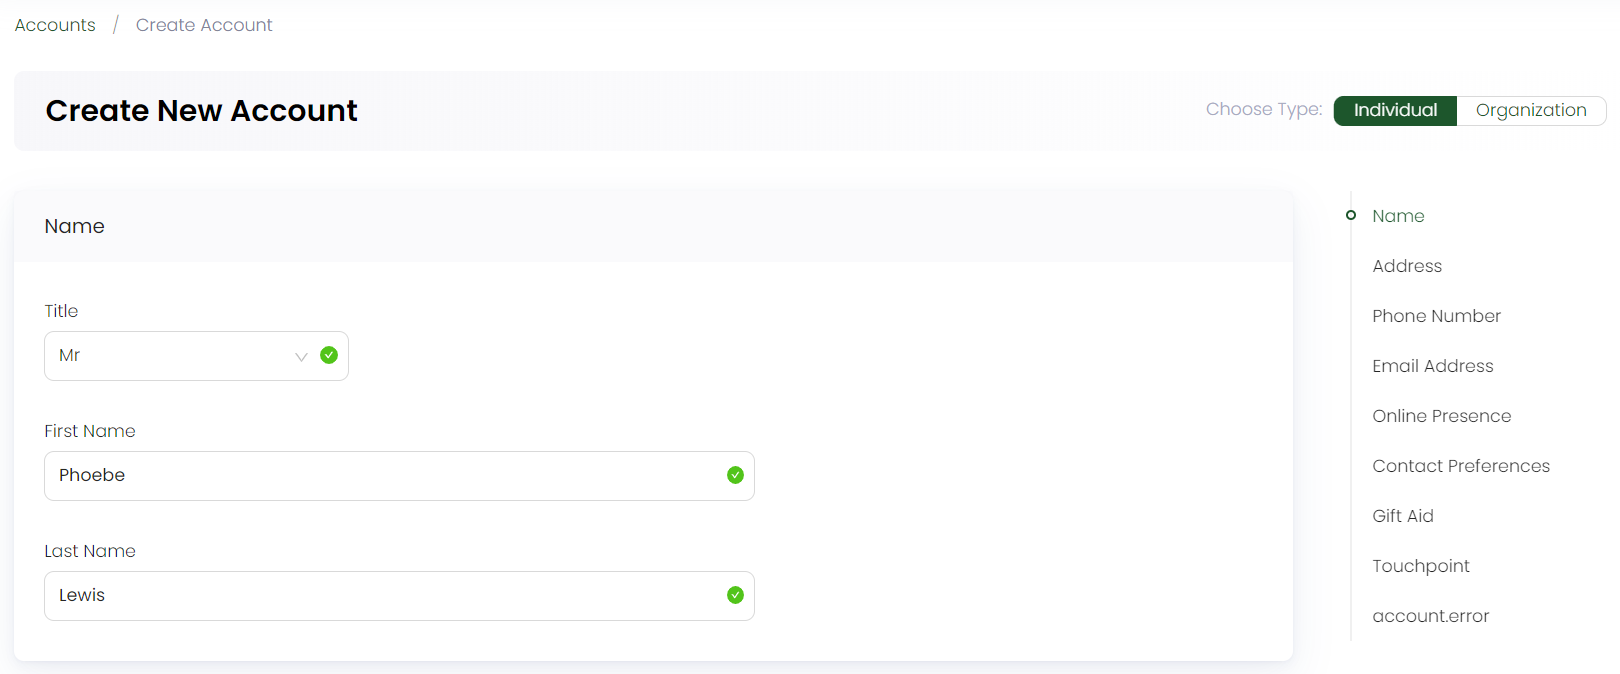 Accounts / Create Account
Create New Account
Choose Type: Individual Organization
Name
Title
Mr
First Name
Phoebe
Last Name
Lewis
Name
Address
Phone Number
Email Address
Online Presence
Contact Preferences
Gift Aid
Touchpoint
account.error